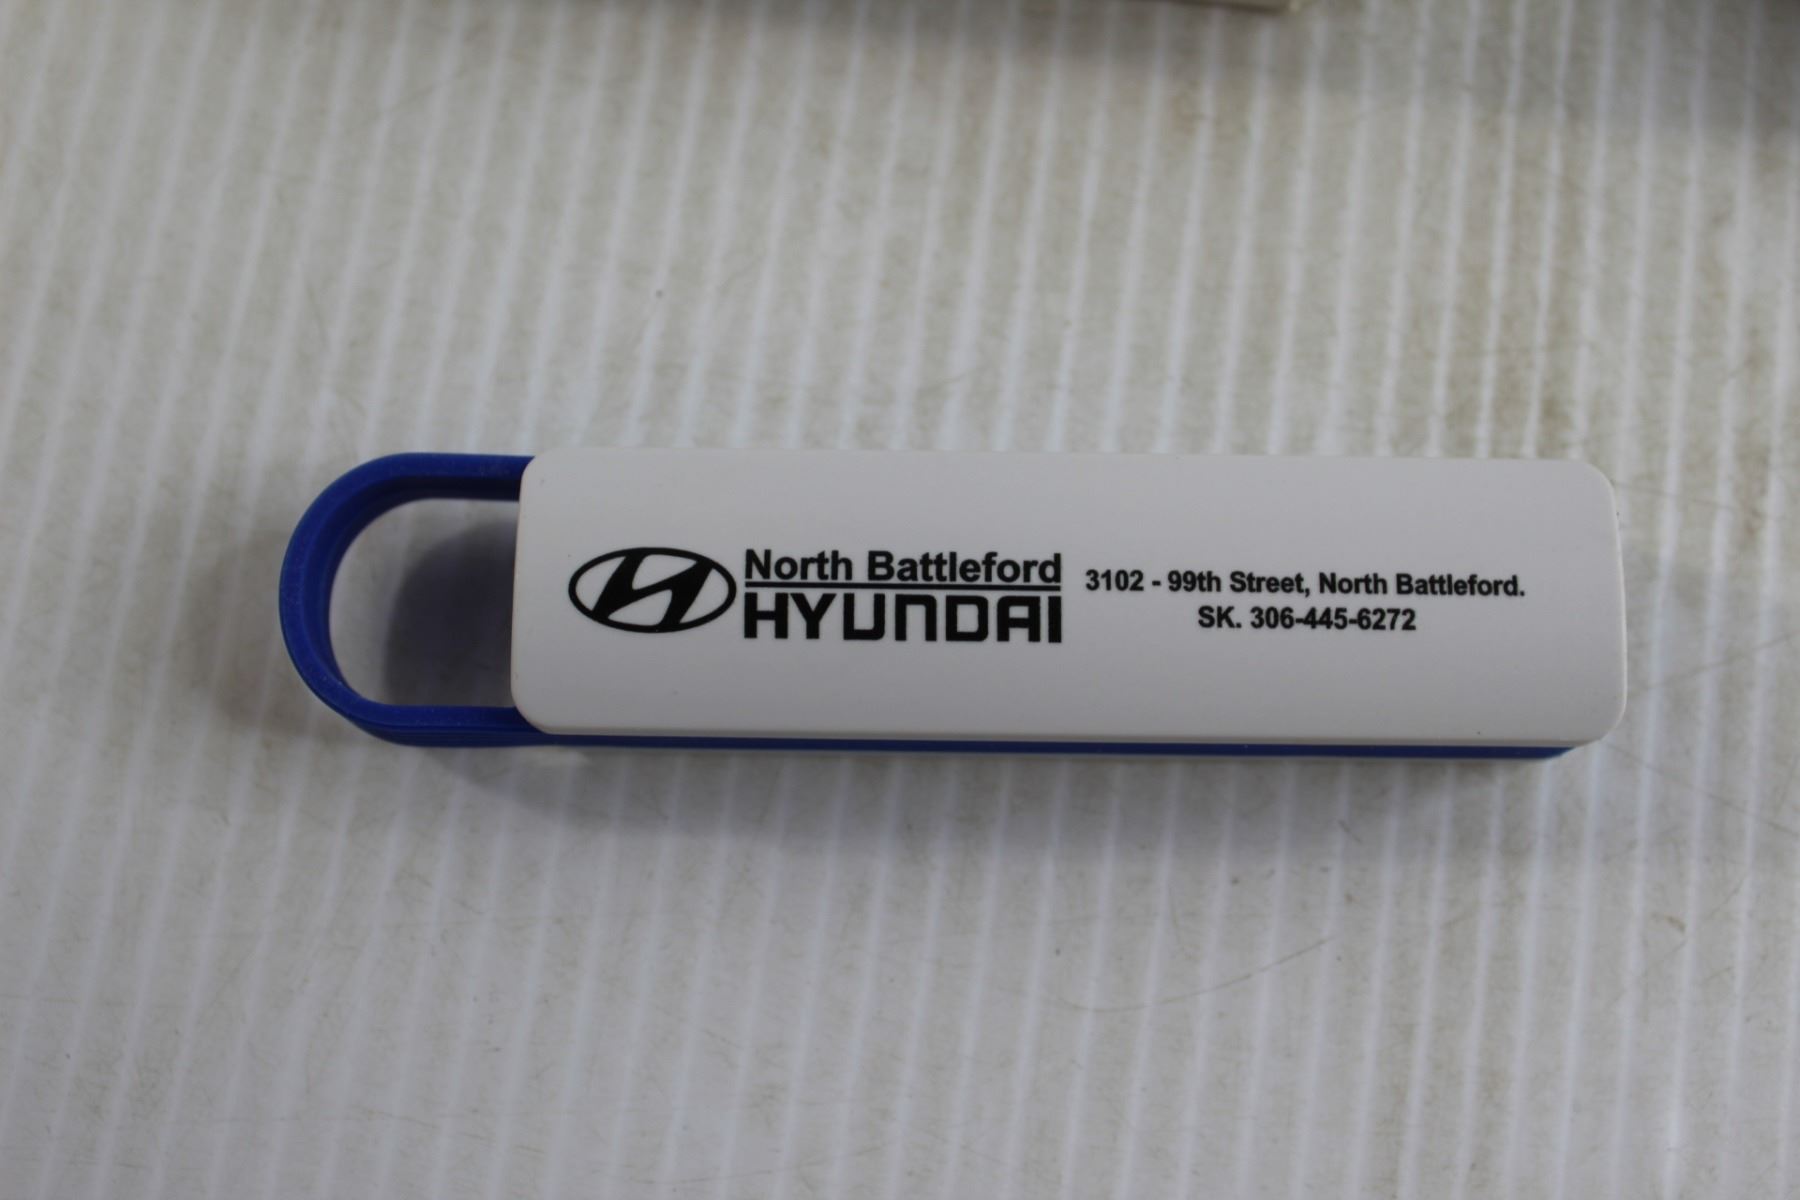 North Battleford
HYUNDAI
3102 - 99th Street, North Battleford.
SK. 306-445-6272